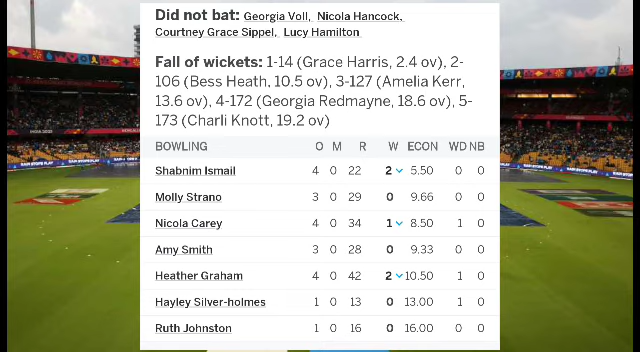 Did not bat: Georgia Voll, Nicola Hancock,
Courtney Grace Sippel, Lucy Hamilton
Fall of wickets: 1-14 (Grace Harris, 2.4 ov), 2-
106 (Bess Heath, 10.5 ov), 3-127 (Amelia Kerr,
13.6 ov), 4-172 (Georgia Redmayne, 18.6 ov), 5-
173 (Charli Knott, 19.2 ov)
BOWLING O M R W ECON WD NB
Shabnim Ismail 4 0 22 2 5.50 0 0
Molly Strano 3 0 29 0 9.66 0 0
Nicola Carey 4 0 34 1 8.50 1 0
Amy Smith 3 0 28 0 9.33 0 0
Heather Graham 4 0 42 2 10.50 1 0
Hayley Silver-holmes 1 0 13 0 13.00 1 0
Ruth Johnston 1 0 16 0 16.00 0 0